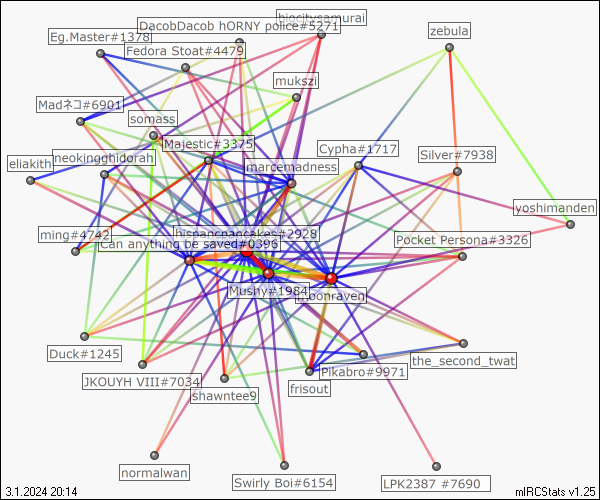 bigcitysamurai
DacobDacob hORNY police#5271
zebula
Eg.Master#1378
Fedora Stoat#4479
mukszi
Madネコ#6901
somass
Majestic#3375
Cypha#1717
Silver#7938
eliakith
neokingghidorah
marcemadness
yoshimanden
ming#4742
hispanspancakes#2928
Can anything be saved#0396
Pocket Persona#3326
Mushy#1984
moonraven
Duck#1245
the_second_twat
JKOUYH VIII#7034
Pikabro#9971
shawntee9
frisout
normalwan
Swirly Boi#6154
LPK2387 #7690
3.1.2024 20:14
mIRCStats v1.25